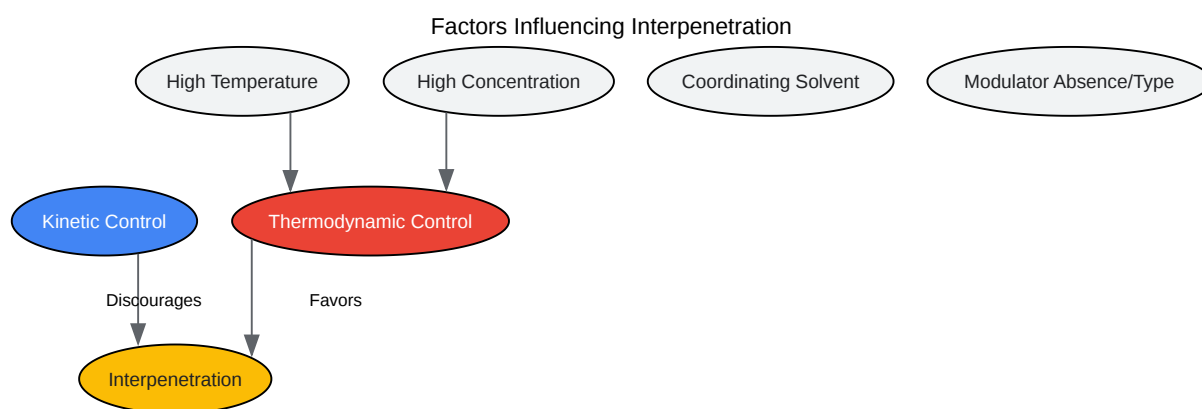 Factors Influencing Interpenetration
High Temperature
High Concentration
Coordinating Solvent
Modulator Absence/Type
Kinetic Control
Thermodynamic Control
Discourages
Favors
Interpenetration